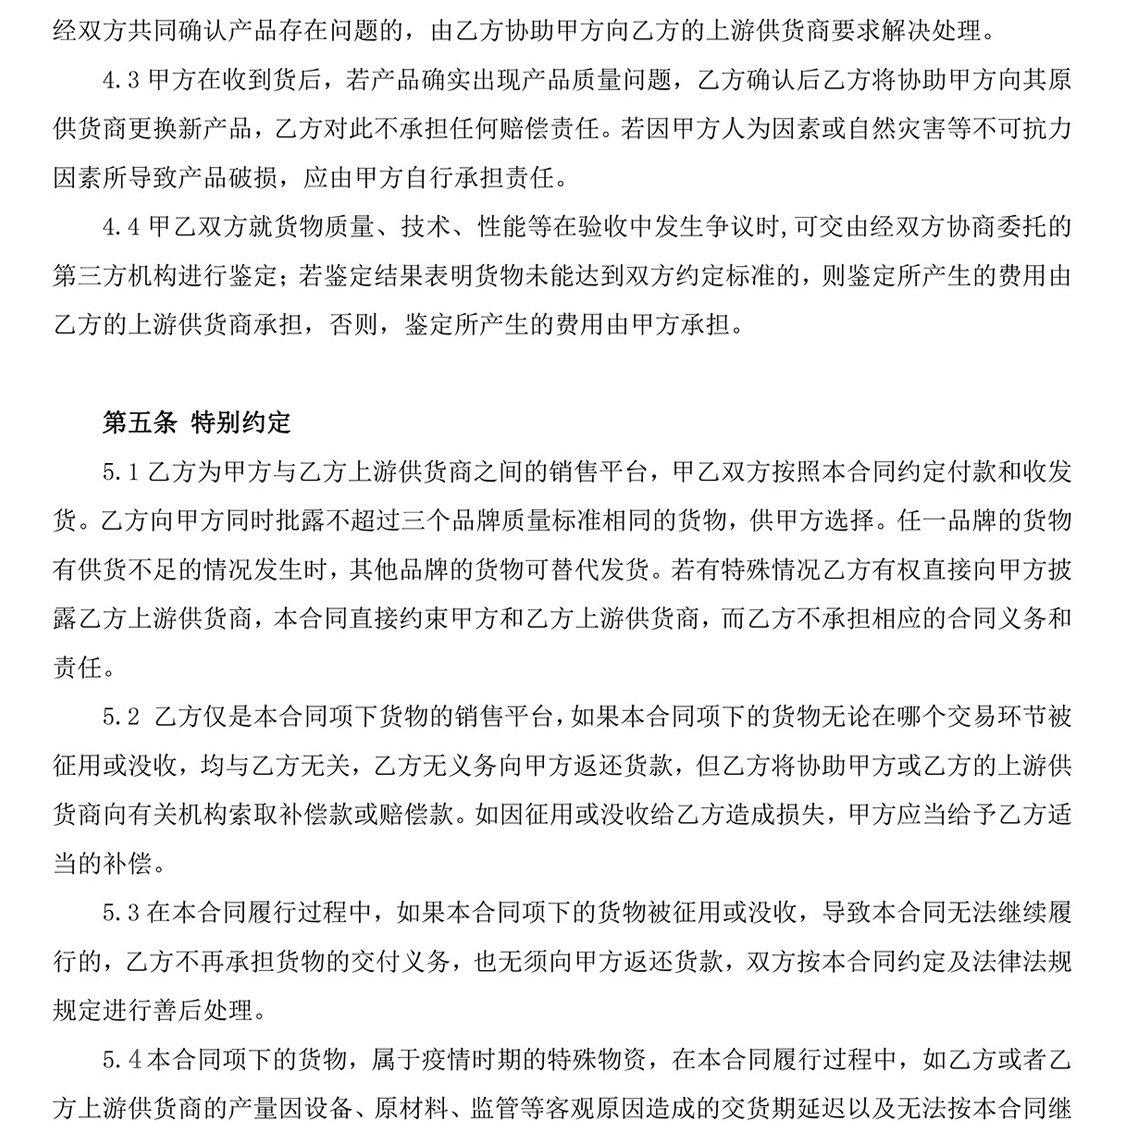 经双方共同确认产品存在问题的，由乙方协助甲方向乙方的上游供货商要求解决处理。
4.3 甲方在收到货后，若产品确实出现产品质量问题，乙方确认后乙方将协助甲方向其原
供货商更换新产品，乙方对此不承担任何赔偿责任。若因甲方人为因素或自然灾害等不可抗力
因素所导致产品破损，应由甲方自行承担责任。
4.4 甲乙双方就货物质量、技术、性能等在验收中发生争议时,可交由经双方协商委托的
第三方机构进行鉴定；若鉴定结果表明货物未能达到双方约定标准的，则鉴定所产生的费用由
乙方的上游供货商承担，否则，鉴定所产生的费用由甲方承担。
第五条 特别约定
5.1 乙方为甲方与乙方上游供货商之间的销售平台，甲乙双方按照本合同约定付款和收发
货。乙方向甲方同时批露不超过三个品牌质量标准相同的货物，供甲方选择。任一品牌的货物
有供货不足的情况发生时，其他品牌的货物可替代发货。若有特殊情况乙方有权直接向甲方披
露乙方上游供货商，本合同直接约束甲方和乙方上游供货商，而乙方不承担相应的合同义务和
责任。
5.2 乙方仅是本合同项下货物的销售平台，如果本合同项下的货物无论在哪个交易环节被
征用或没收，均与乙方无关，乙方无义务向甲方返还货款，但乙方将协助甲方或乙方的上游供
货商向有关机构索取补偿款或赔偿款。如因征用或没收给乙方造成损失，甲方应当给予乙方适
当的补偿。
5.3 在本合同履行过程中，如果本合同项下的货物被征用或没收，导致本合同无法继续履
行的，乙方不再承担货物的交付义务，也无须向甲方返还货款，双方按本合同约定及法律法规
规定进行善后处理。
5.4 本合同项下的货物，属于疫情时期的特殊物资，在本合同履行过程中，如乙方或者乙
方上游供货商的产量因设备、原材料、监管等客观原因造成的交货期延迟以及无法按本合同继